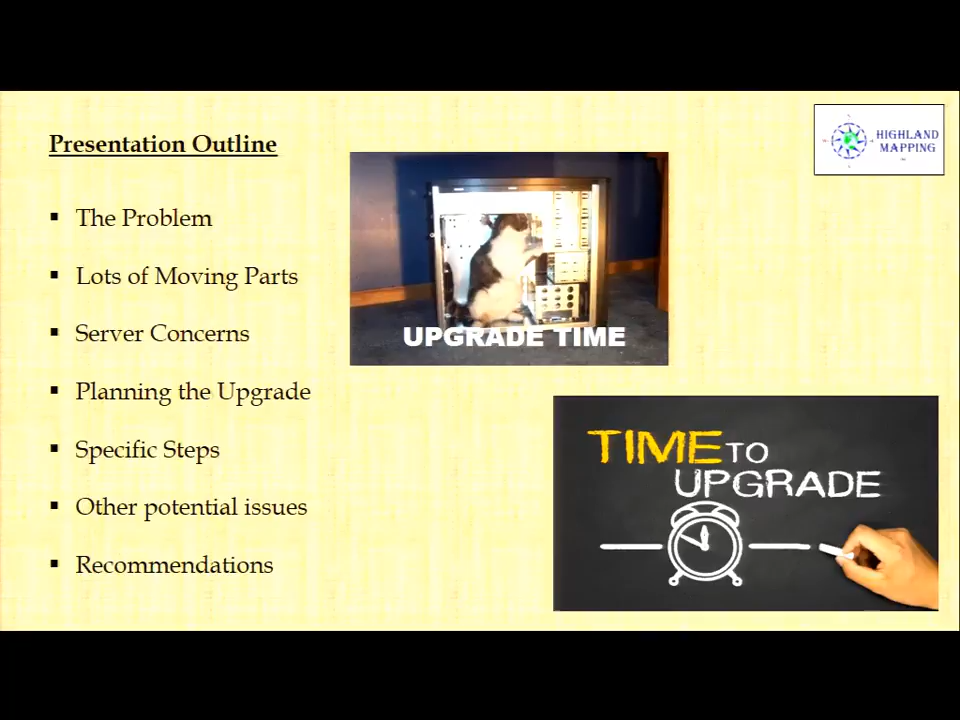 Presentation Outline
HIGHLAND
MAPPING
▪ The Problem
▪ Lots of Moving Parts
▪ Server Concerns
▪ Planning the Upgrade
▪ Specific Steps
▪ Other potential issues
▪ Recommendations
UPGRADE TIME
TIME TO
UPGRADE